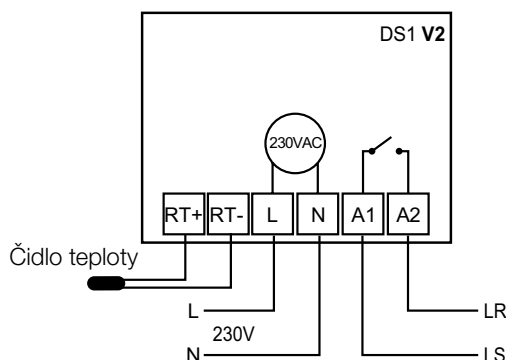 DS1 V2
230VAC
RT+ RT- L N A1 A2
Čidlo teploty
L LR
230V
N LS